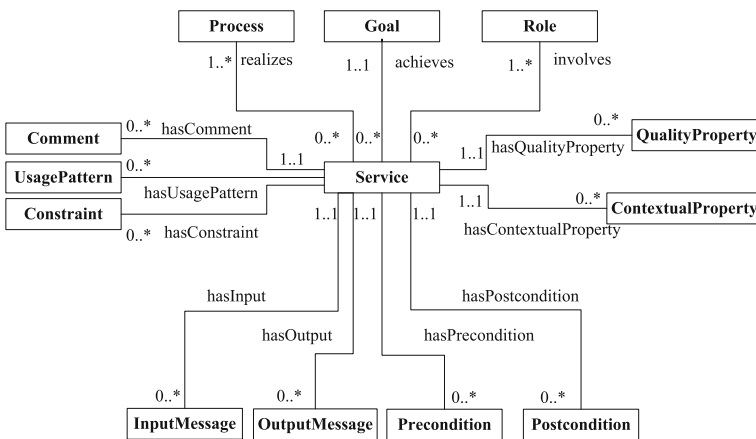 Process
Goal
Role
1..*
realizes
1..1
achieves
1..*
involves
0..*
hasComment
0..*
0..*
0..*
0..*
Comment
QualityProperty
0..*
1..1
1..1
hasQualityProperty
UsagePattern
Service
hasUsagePattern
Constraint
1..1
1..1
1..1
1..1
0..*
ContextualProperty
0..*
hasConstraint
hasContextualProperty
hasInput
hasPostcondition
hasOutput
hasPrecondition
0..*
0..*
0..*
0..*
InputMessage
OutputMessage
Precondition
Postcondition